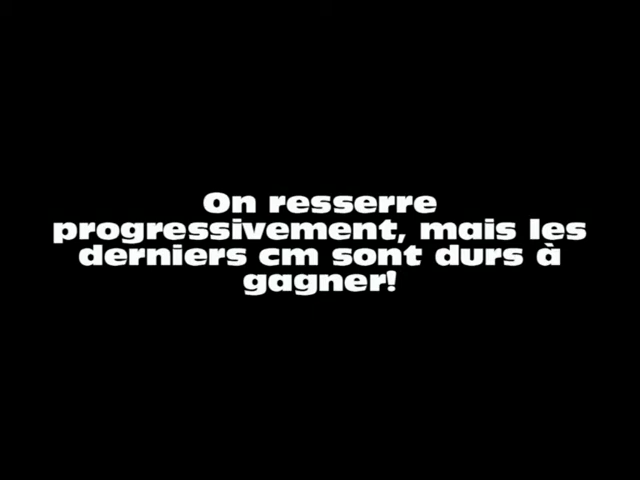 On resserre
progressivement, mais les
derniers cm sont durs à
gagner!